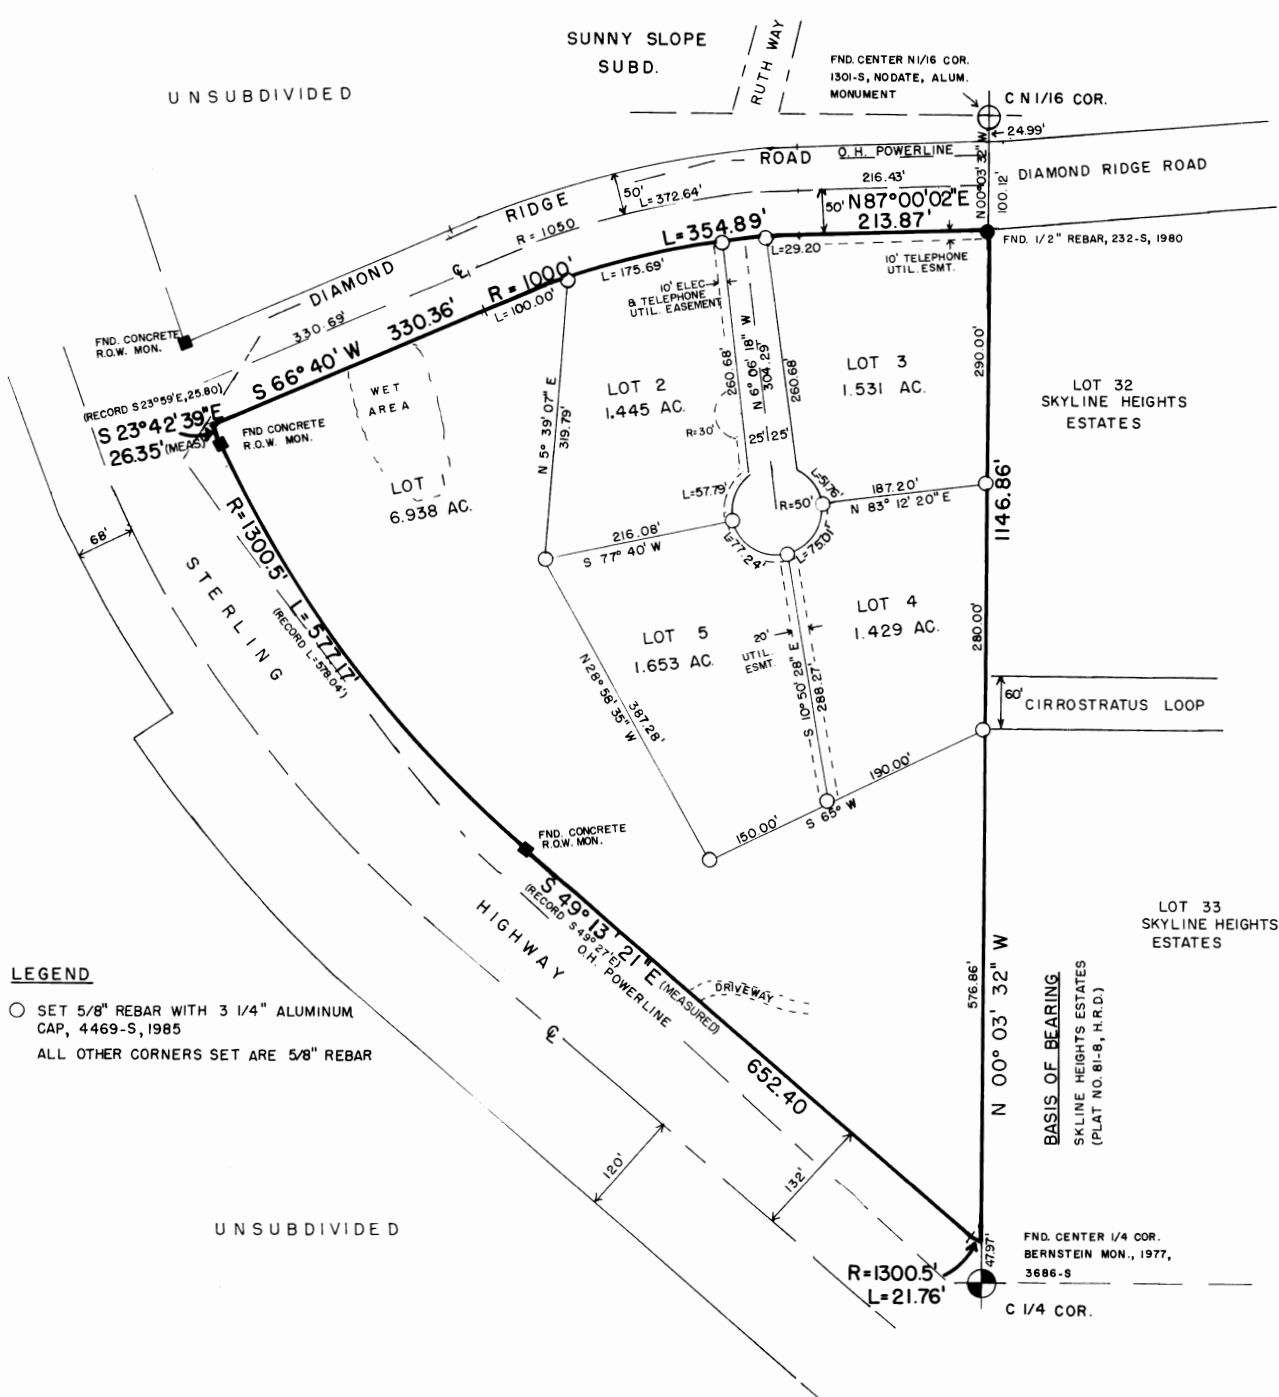 SUNNY SLOPE
SUBD.
RUTH WAY
FND. CENTER N1/16 COR.
1301-S, NO DATE, ALUM.
MONUMENT
C N 1/16 COR.
UNSUBDIVIDED
24.99'
N 00° 03' 32" W
100.12'
O.H. POWERLINE
DIAMOND RIDGE ROAD
DIAMOND RIDGE ROAD
216.43'
50'
L=372.64'
R = 1050
50'
N87°00'02"E
213.87'
FND. 1/2" REBAR, 232-S, 1980
L=354.89'
L=29.20
10' TELEPHONE
UTIL. ESMT.
L= 175.69'
R = 1000'
L=100.00'
10' ELEC
& TELEPHONE
UTIL. EASEMENT
℄
330.69'
S 66° 40' W 330.36'
FND. CONCRETE
R.O.W. MON.
(RECORD S 23°59'E, 25.80)
S 23°42'39"E
26.35' (MEAS)
FND CONCRETE
R.O.W. MON.
WET
AREA
LOT
6.938 AC.
N 5° 39' 07" E
319.79'
LOT 2
1.445 AC.
260.68'
N 6° 06' 18" W
304.29'
260.68'
R=30'
25' 25'
LOT 3
1.531 AC.
290.00'
LOT 32
SKYLINE HEIGHTS
ESTATES
L=57.79'
L=51.76'
R=50'
187.20'
N 83° 12' 20" E
1146.86'
216.08'
S 77° 40' W
L=77.24'
L=75.01'
68'
STERLING
R=1300.5' L= 577.17'
(RECORD L=578.04')
LOT 5
1.653 AC.
20'
UTIL.
ESMT.
LOT 4
1.429 AC.
280.00'
S 10° 50' 28" E
288.27'
N 28° 58' 35" W
387.28'
60'
CIRROSTRATUS LOOP
190.00'
150.00'
S 65° W
FND. CONCRETE
R.O.W. MON.
S 49° 13' 21" E (MEASURED)
(RECORD S 49° 27'E)
O.H. POWERLINE
HIGHWAY
DRIVEWAY
LOT 33
SKYLINE HEIGHTS
ESTATES
576.86'
N 00° 03' 32" W
BASIS OF BEARING
SKLINE HEIGHTS ESTATES
(PLAT NO. 81-8, H.R.D.)
LEGEND
SET 5/8" REBAR WITH 3 1/4" ALUMINUM
CAP, 4469-S, 1985
ALL OTHER CORNERS SET ARE 5/8" REBAR
℄
652.40
120'
132'
UNSUBDIVIDED
47.97'
FND. CENTER 1/4 COR.
BERNSTEIN MON., 1977,
3686-S
R=1300.5'
L=21.76'
C 1/4 COR.